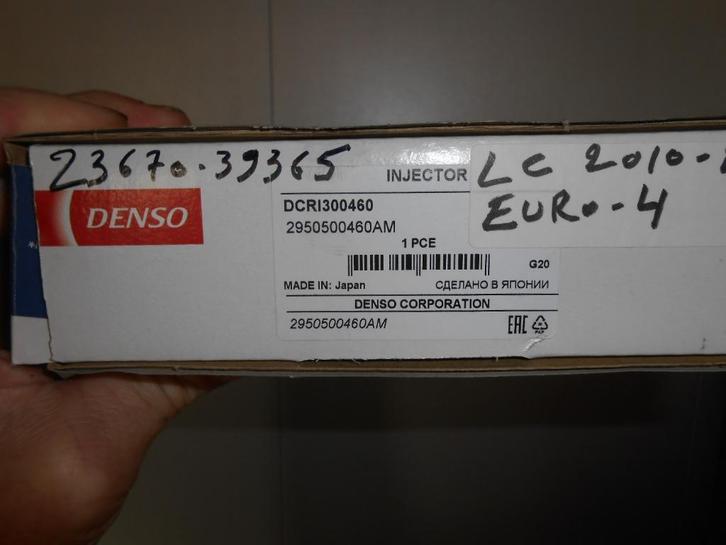 23670-39365
INJECTOR
LC 2010-
EURO-4
DENSO
DCRI300460
2950500460AM
1 PCE
G20
MADE IN: Japan СДЕЛАНО В ЯПОНИИ
DENSO CORPORATION
2950500460AM
EAC
PAP